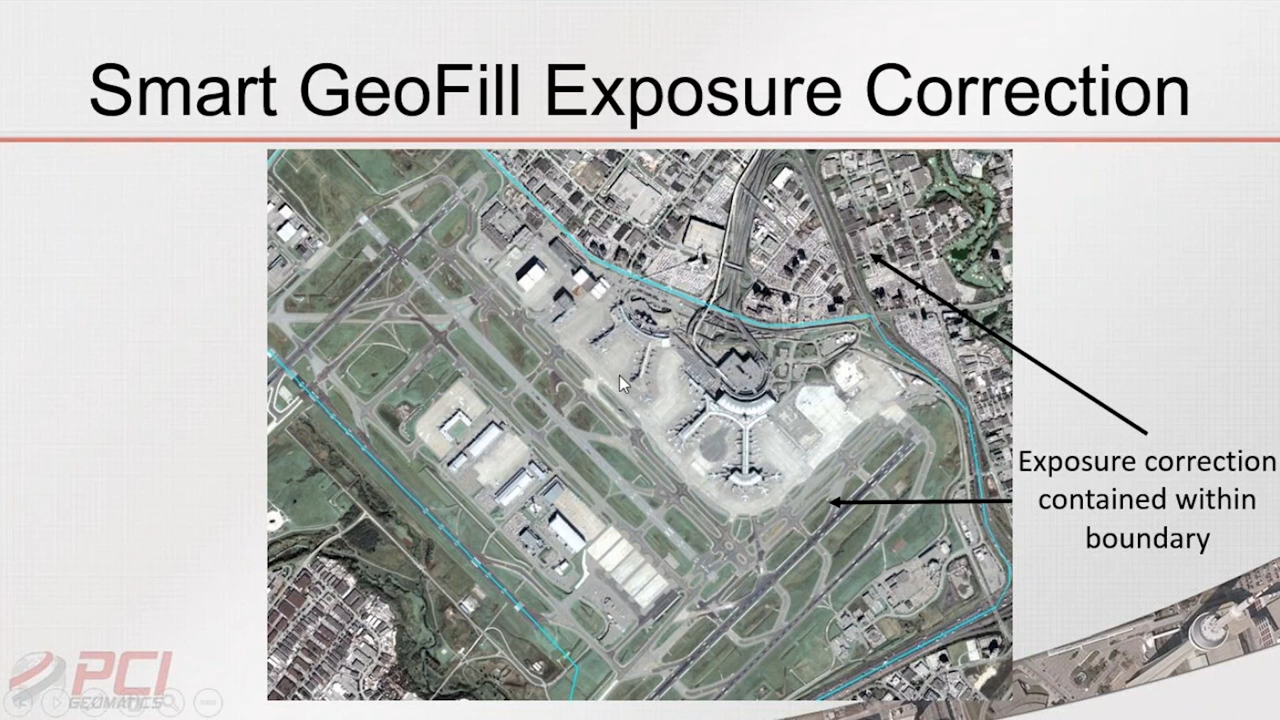 Smart GeoFill Exposure Correction
Exposure correction
contained within
boundary
PCI
GEOMATICS